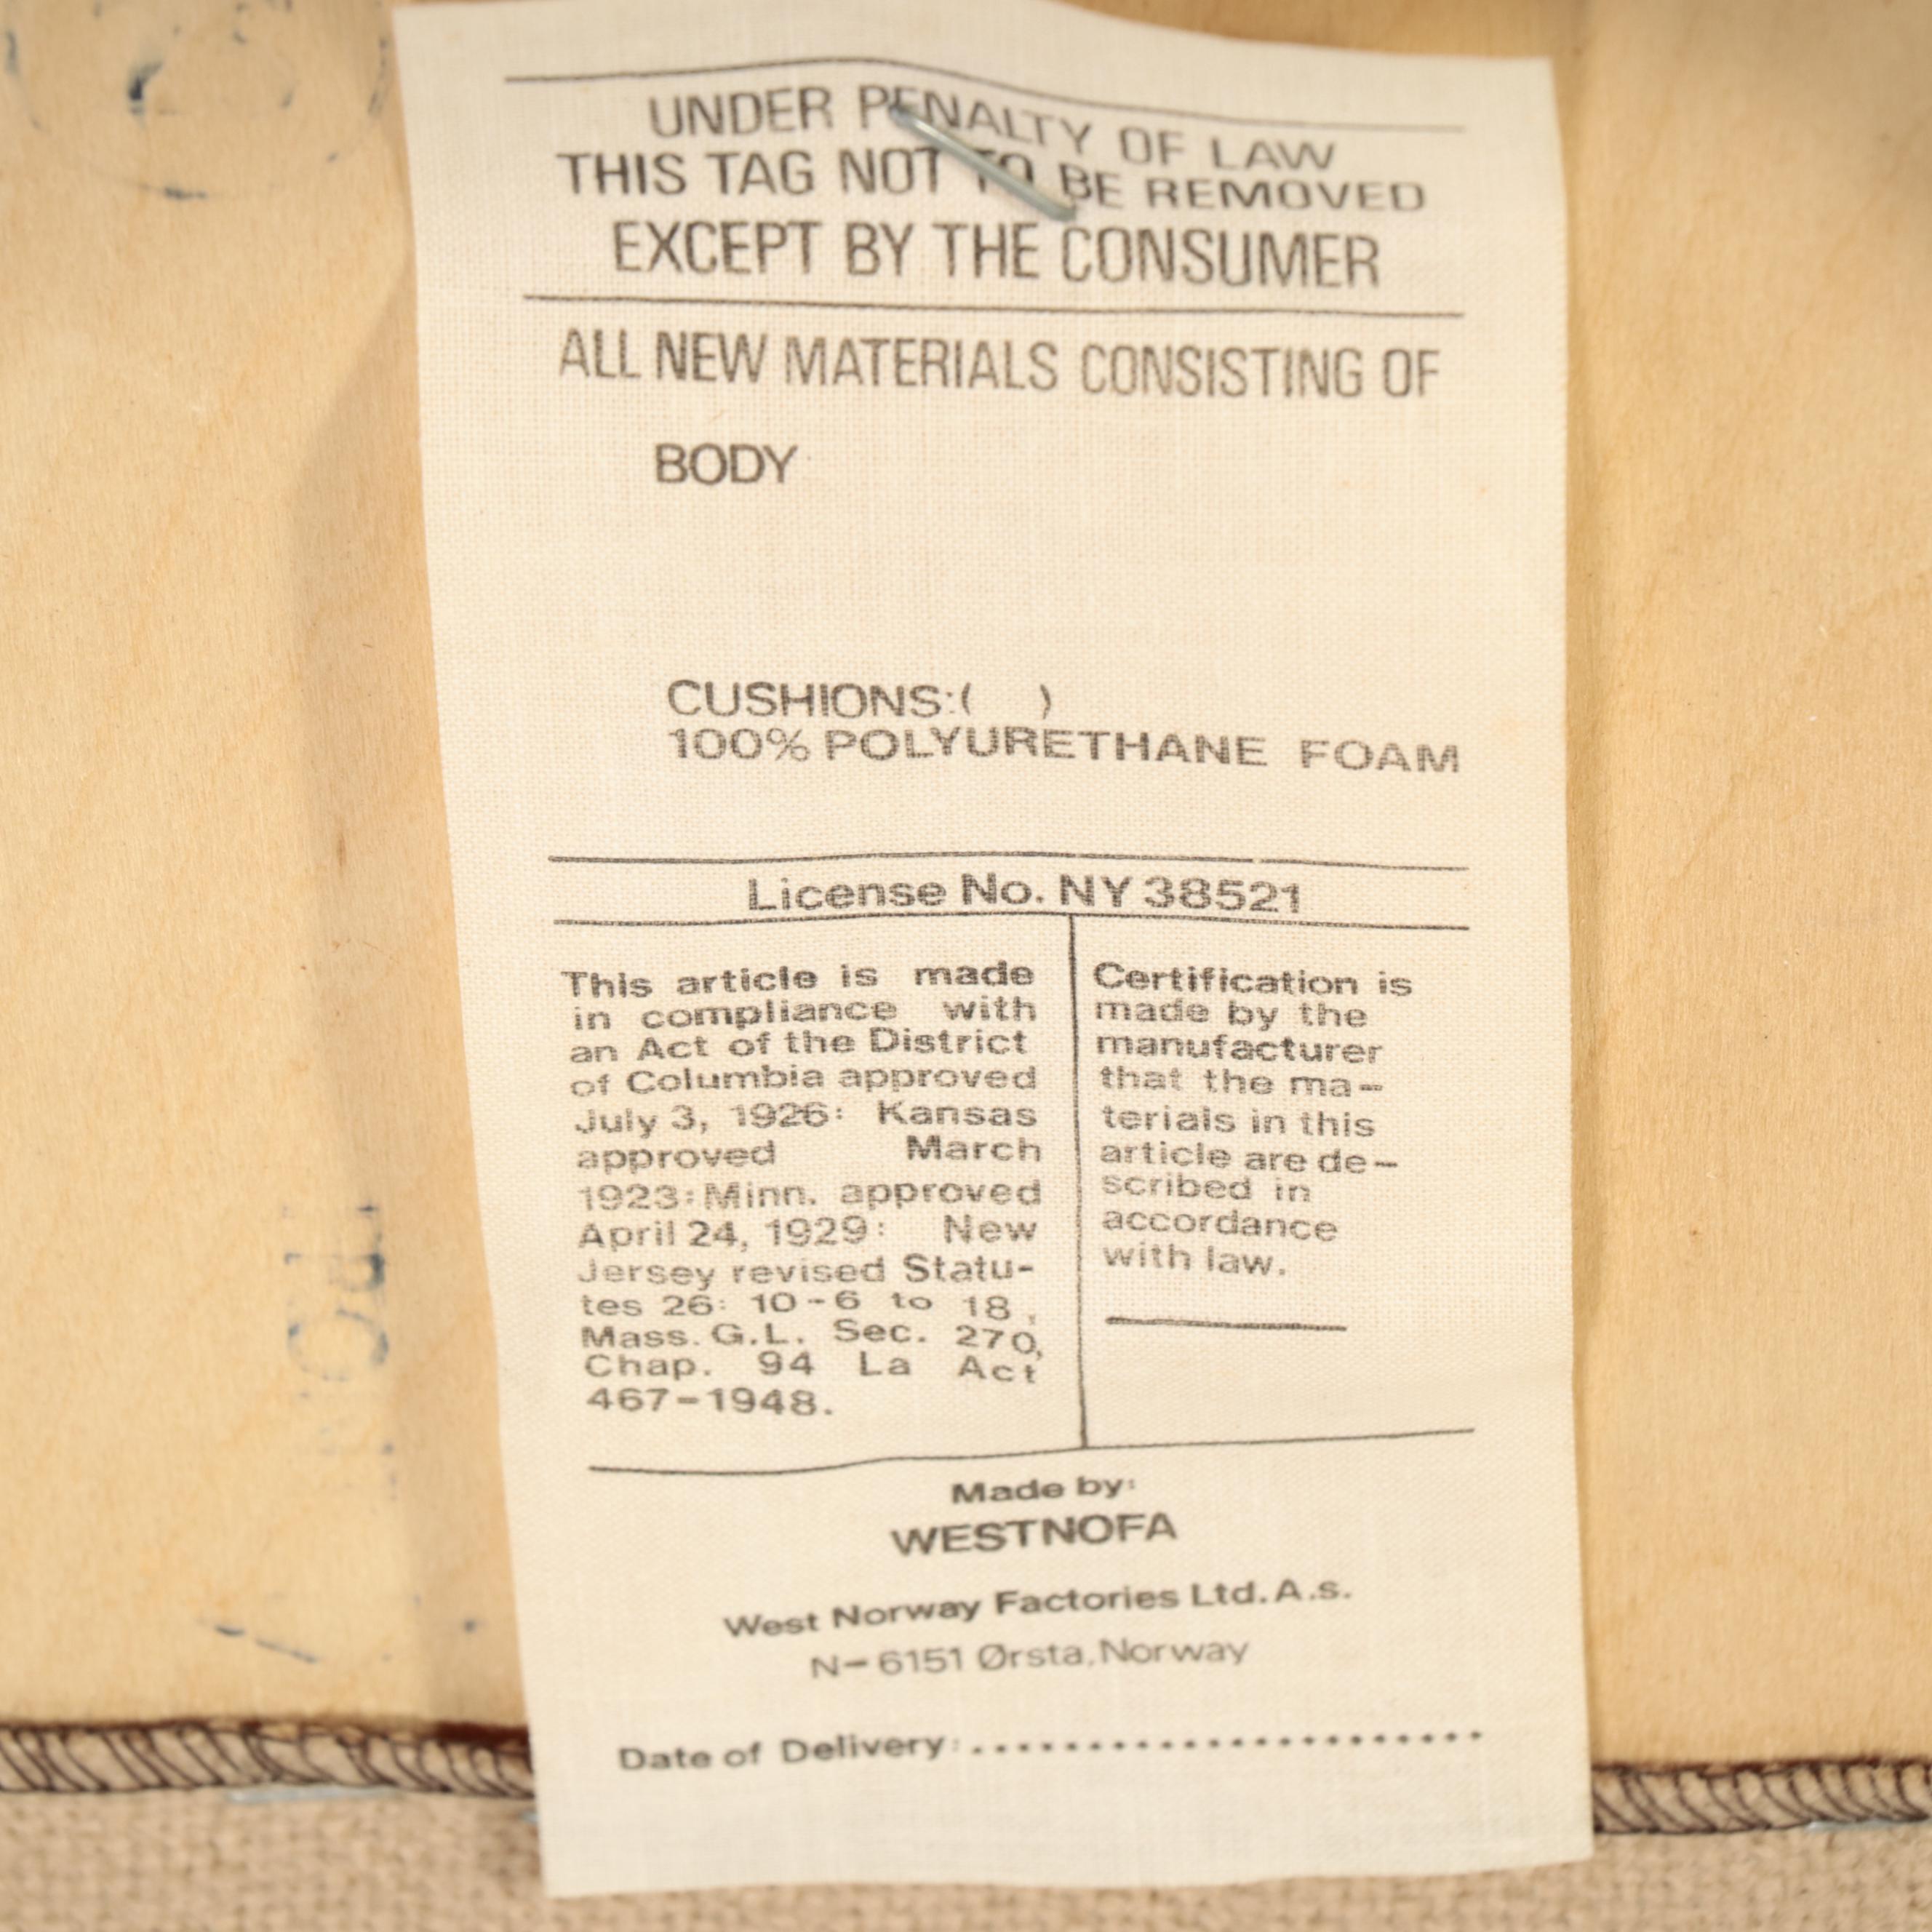 UNDER PENALTY OF LAW
THIS TAG NOT TO BE REMOVED
EXCEPT BY THE CONSUMER
ALL NEW MATERIALS CONSISTING OF
BODY
CUSHIONS:( )
100% POLYURETHANE FOAM
License No. NY 38521
This article is made
in compliance with
an Act of the District
of Columbia approved
July 3, 1926: Kansas
approved March
1923: Minn. approved
April 24, 1929: New
Jersey revised Statu-
tes 26: 10-6 to 18,
Mass. G.L. Sec. 270,
Chap. 94 La Act
467-1948.
Certification is
made by the
manufacturer
that the ma-
terials in this
article are de-
scribed in
accordance
with law.
Made by:
WESTNOFA
West Norway Factories Ltd. A.s.
N-6151 Ørsta, Norway
Date of Delivery: .......................